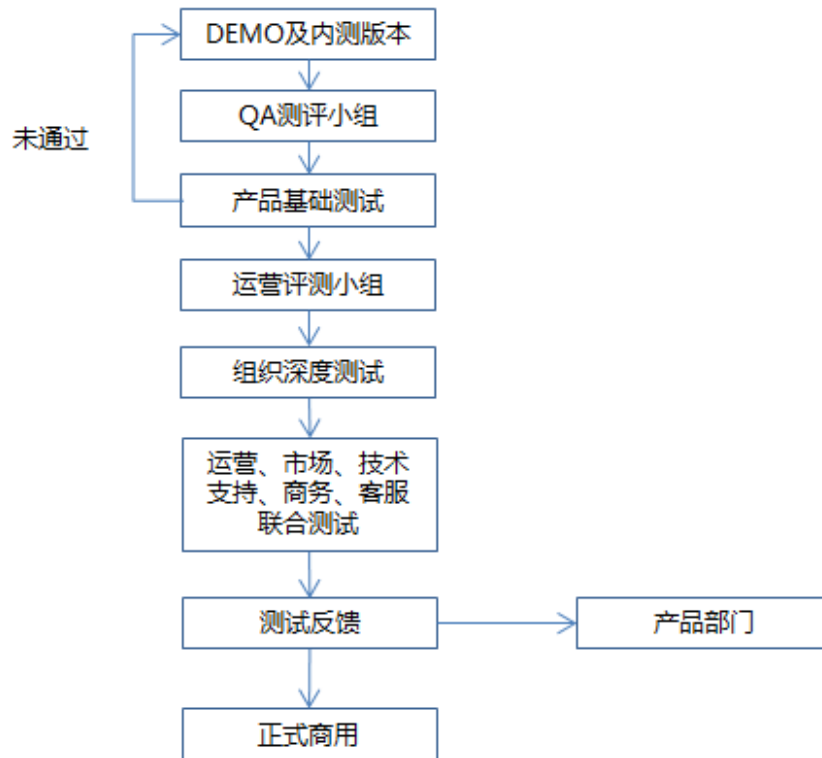 DEMO及内测版本
QA测评小组
未通过
产品基础测试
运营评测小组
组织深度测试
运营、市场、技术
支持、商务、客服
联合测试
测试反馈
产品部门
正式商用